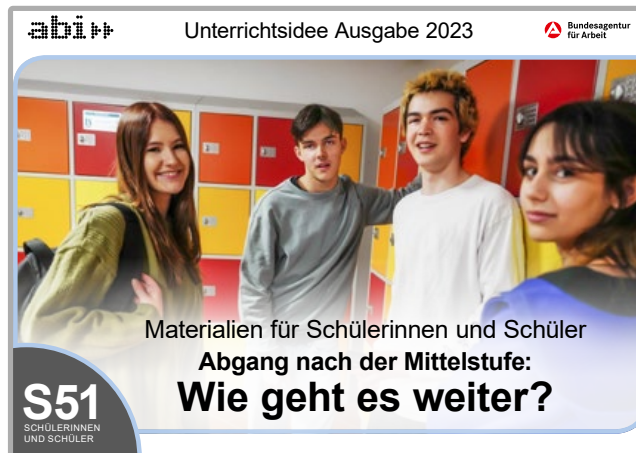 abi»
Unterrichtsidee Ausgabe 2023
Bundesagentur
für Arbeit
Materialien für Schülerinnen und Schüler
Abgang nach der Mittelstufe:
Wie geht es weiter?
S51
SCHÜLERINNEN
UND SCHÜLER